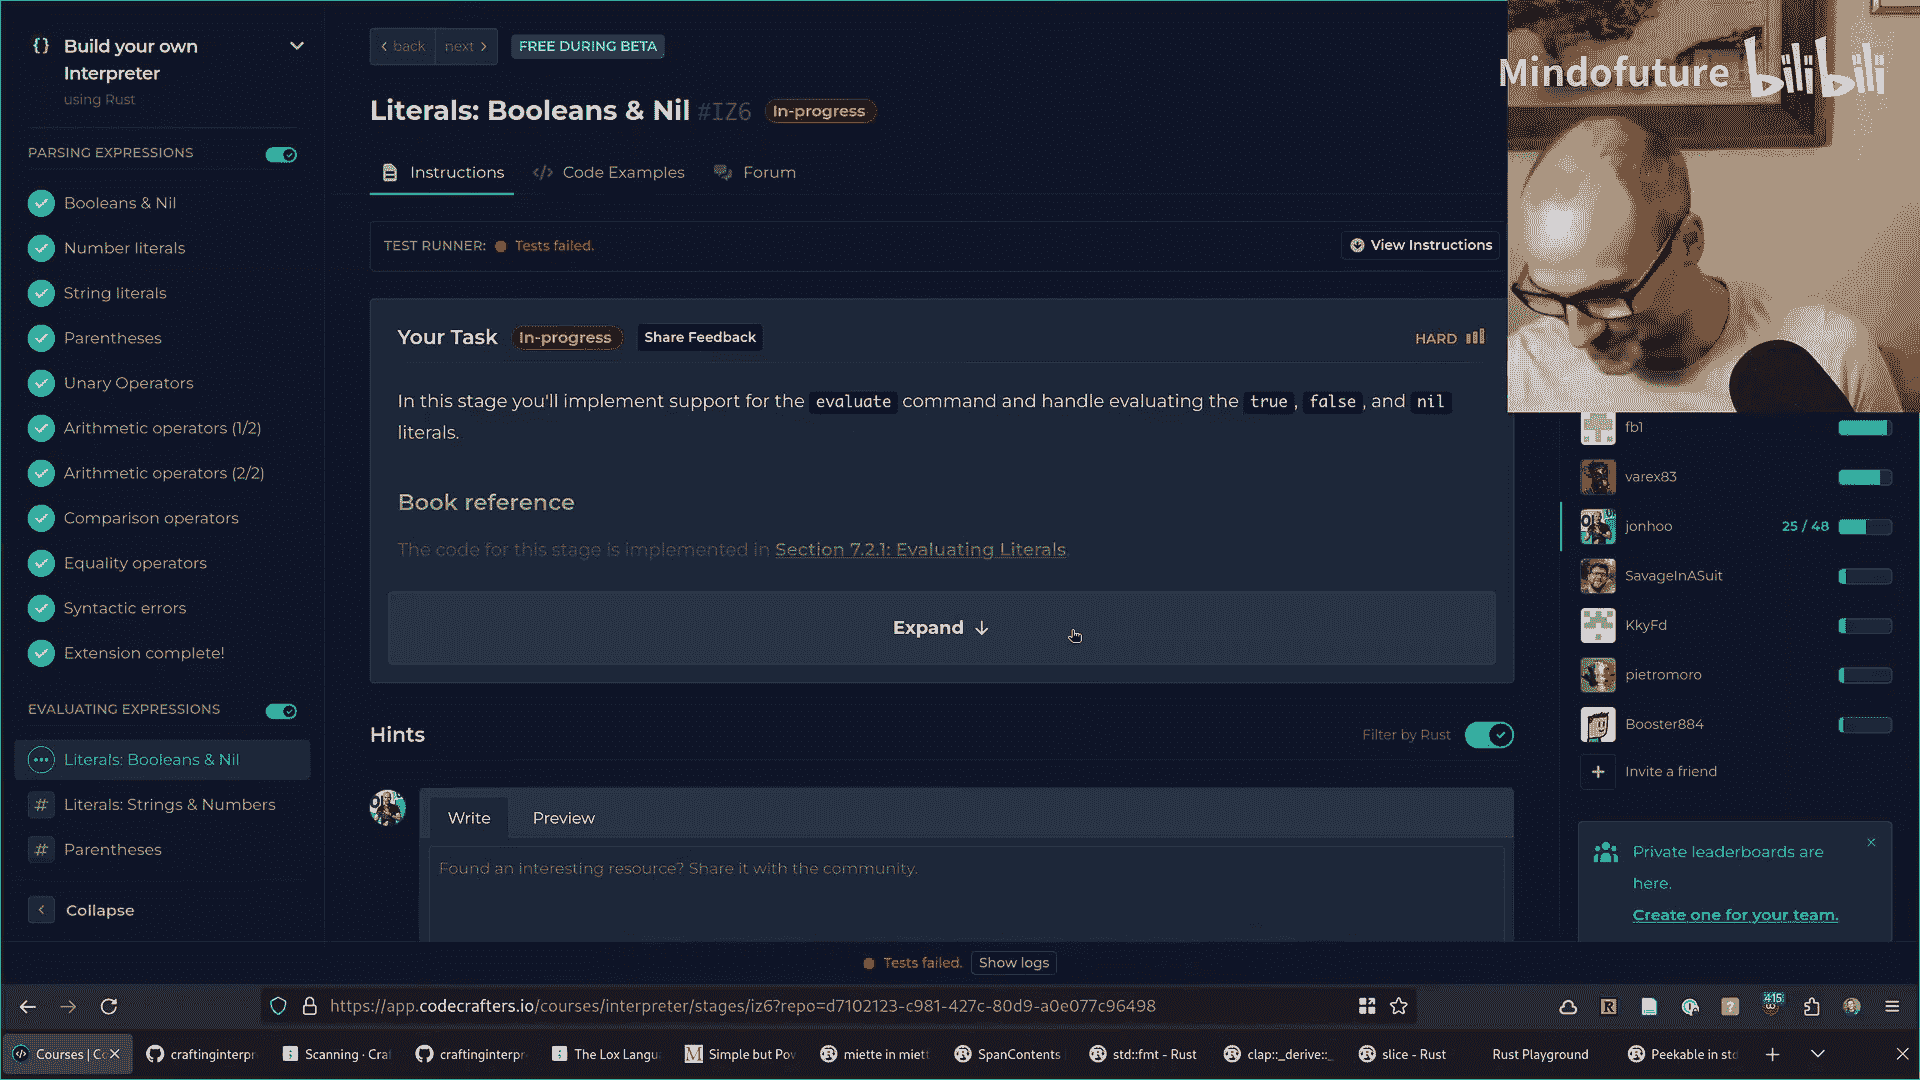 Build your own
Interpreter
using Rust
PARSING EXPRESSIONS
Booleans & Nil
Number literals
String literals
Parentheses
Unary Operators
Arithmetic operators (1/2)
Arithmetic operators (2/2)
Comparison operators
Equality operators
Syntactic errors
Extension complete!
EVALUATING EXPRESSIONS
Literals: Booleans & Nil
# Literals: Strings & Numbers
# Parentheses
Collapse
back next FREE DURING BETA
Literals: Booleans & Nil #IZ6 In-progress
Instructions Code Examples Forum
TEST RUNNER: Tests failed. View Instructions
Your Task In-progress Share Feedback HARD
In this stage you'll implement support for the evaluate command and handle evaluating the true, false, and nil
literals.
Book reference
The code for this stage is implemented in Section 7.2.1: Evaluating Literals.
Expand ↓
Hints Filter by Rust
Write Preview
Found an interesting resource? Share it with the community.
Mindofuture bilibili
fb1
varex83
jonhoo 25 / 48
SavageInASuit
KkyFd
pietromoro
Booster884
+ Invite a friend
Private leaderboards are
here.
Create one for your team.
Tests failed. Show logs
https://app.codecrafters.io/courses/interpreter/stages/iz6?repo=d7102123-c981-427c-80d9-a0e077c96498
415
Courses | C craftinginterpr Scanning · Cra craftinginterpr The Lox Langu Simple but Pow miette in miett SpanContents std::fmt - Rust clap::_derive::_ slice - Rust Rust Playground Peekable in std